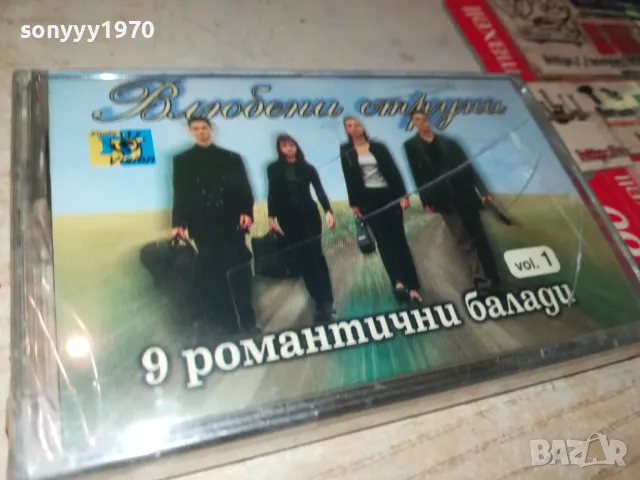 sonyyy1970
Влюбени струни
vol. 1
9 романтични балади
BAZAR